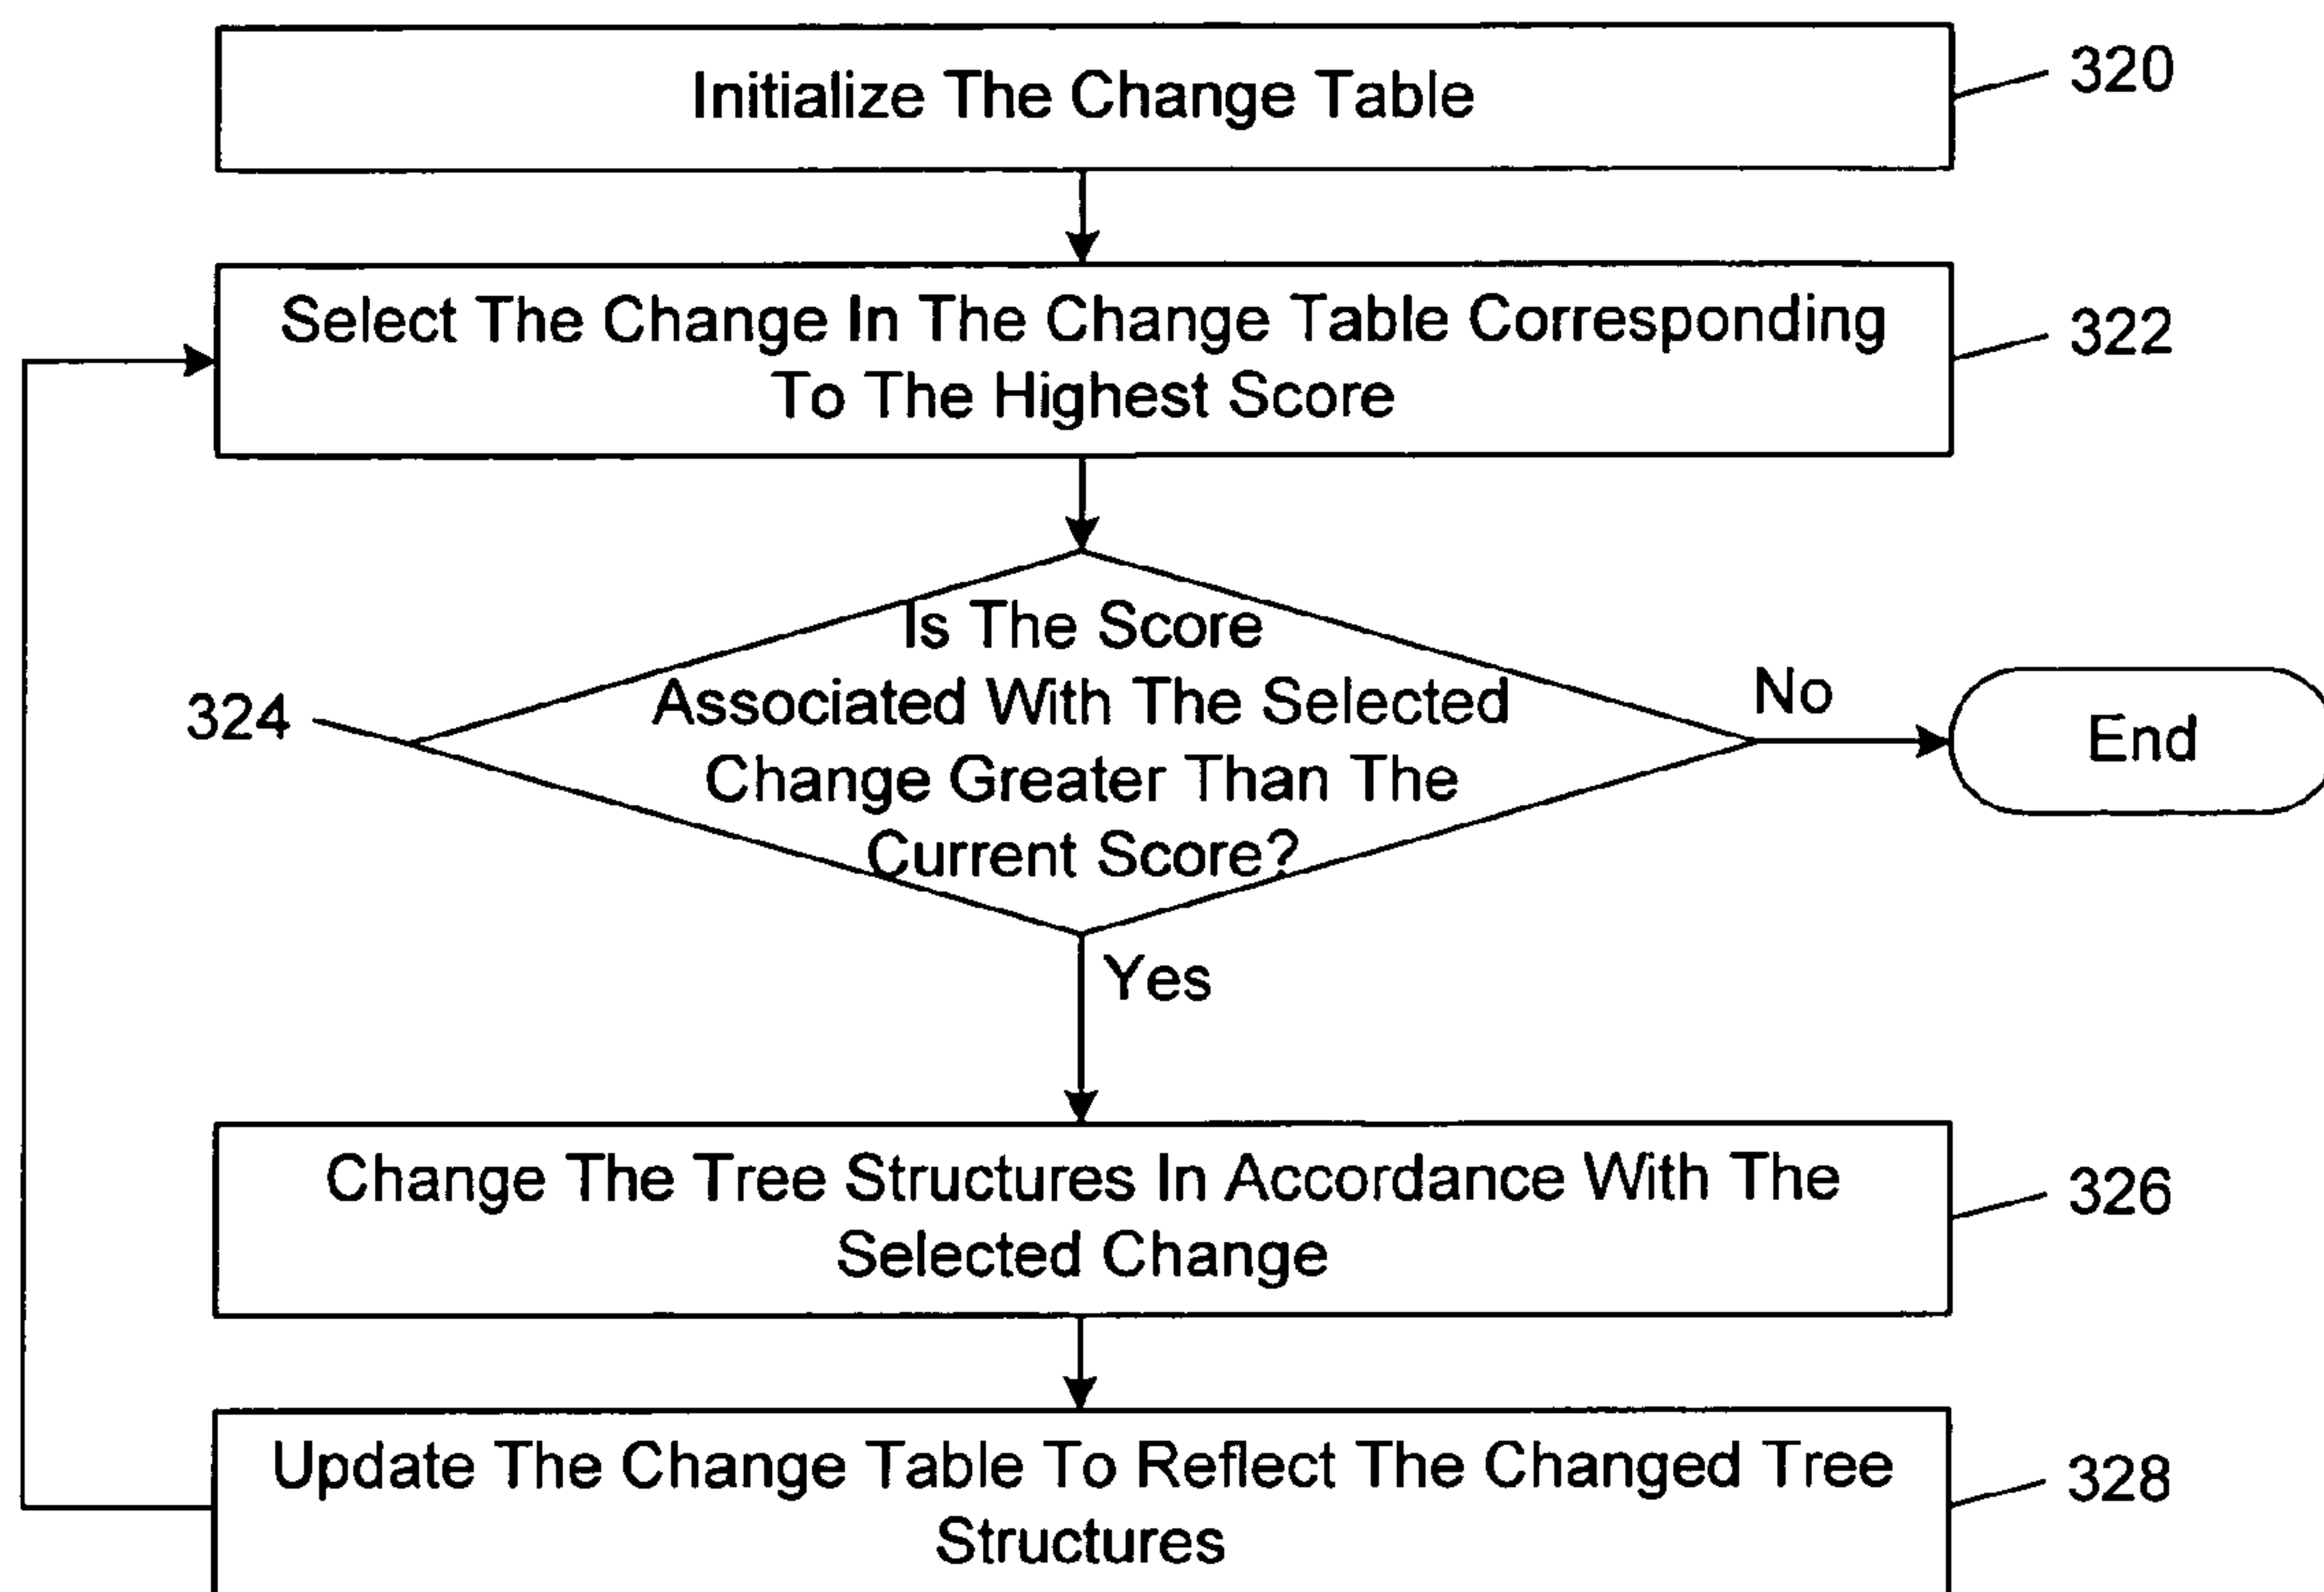 Initialize The Change Table
320
Select The Change In The Change Table Corresponding
To The Highest Score
322
Is The Score
Associated With The Selected
Change Greater Than The
Current Score?
324
No
End
Yes
Change The Tree Structures In Accordance With The
Selected Change
326
Update The Change Table To Reflect The Changed Tree
Structures
328